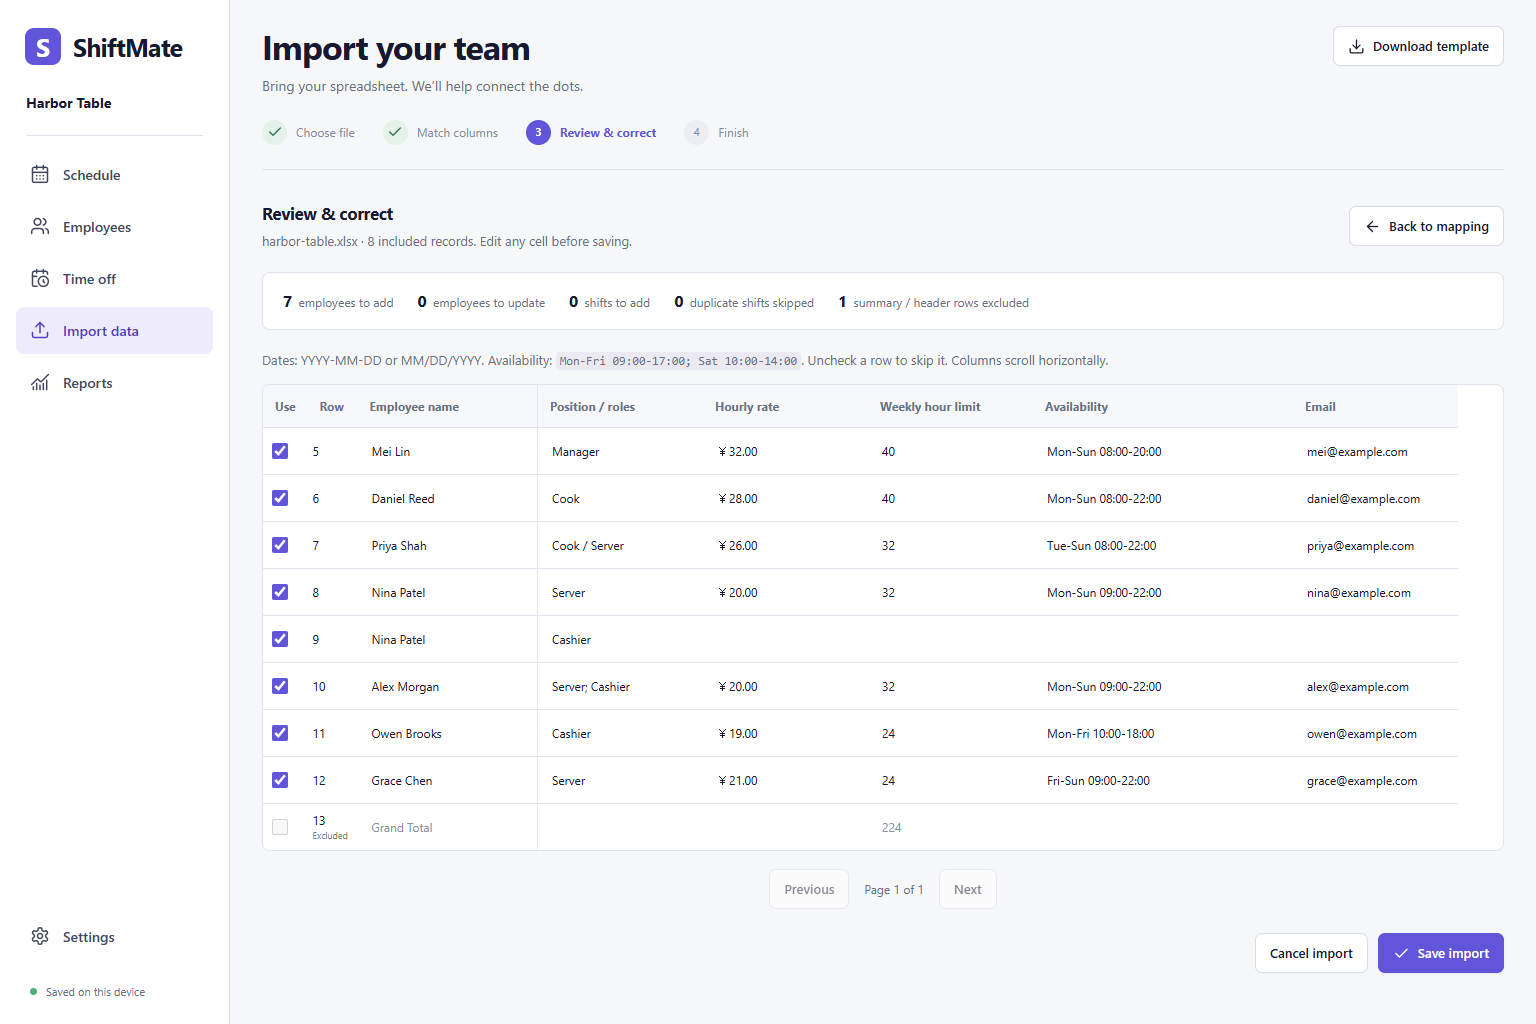 S ShiftMate
Harbor Table
Schedule
Employees
Time off
Import data
Reports
Settings
Saved on this device
Import your team
Bring your spreadsheet. We'll help connect the dots.
Download template
Choose file Match columns 3 Review & correct 4 Finish
Review & correct
harbor-table.xlsx · 8 included records. Edit any cell before saving.
Back to mapping
7 employees to add 0 employees to update 0 shifts to add 0 duplicate shifts skipped 1 summary / header rows excluded
Dates: YYYY-MM-DD or MM/DD/YYYY. Availability: Mon-Fri 09:00-17:00; Sat 10:00-14:00. Uncheck a row to skip it. Columns scroll horizontally.
Use Row Employee name Position / roles Hourly rate Weekly hour limit Availability Email
5 Mei Lin Manager ¥ 32.00 40 Mon-Sun 08:00-20:00 mei@example.com
6 Daniel Reed Cook ¥ 28.00 40 Mon-Sun 08:00-22:00 daniel@example.com
7 Priya Shah Cook / Server ¥ 26.00 32 Tue-Sun 08:00-22:00 priya@example.com
8 Nina Patel Server ¥ 20.00 32 Mon-Sun 09:00-22:00 nina@example.com
9 Nina Patel Cashier
10 Alex Morgan Server; Cashier ¥ 20.00 32 Mon-Sun 09:00-22:00 alex@example.com
11 Owen Brooks Cashier ¥ 19.00 24 Mon-Fri 10:00-18:00 owen@example.com
12 Grace Chen Server ¥ 21.00 24 Fri-Sun 09:00-22:00 grace@example.com
13 Grand Total 224
Excluded
Previous Page 1 of 1 Next
Cancel import Save import